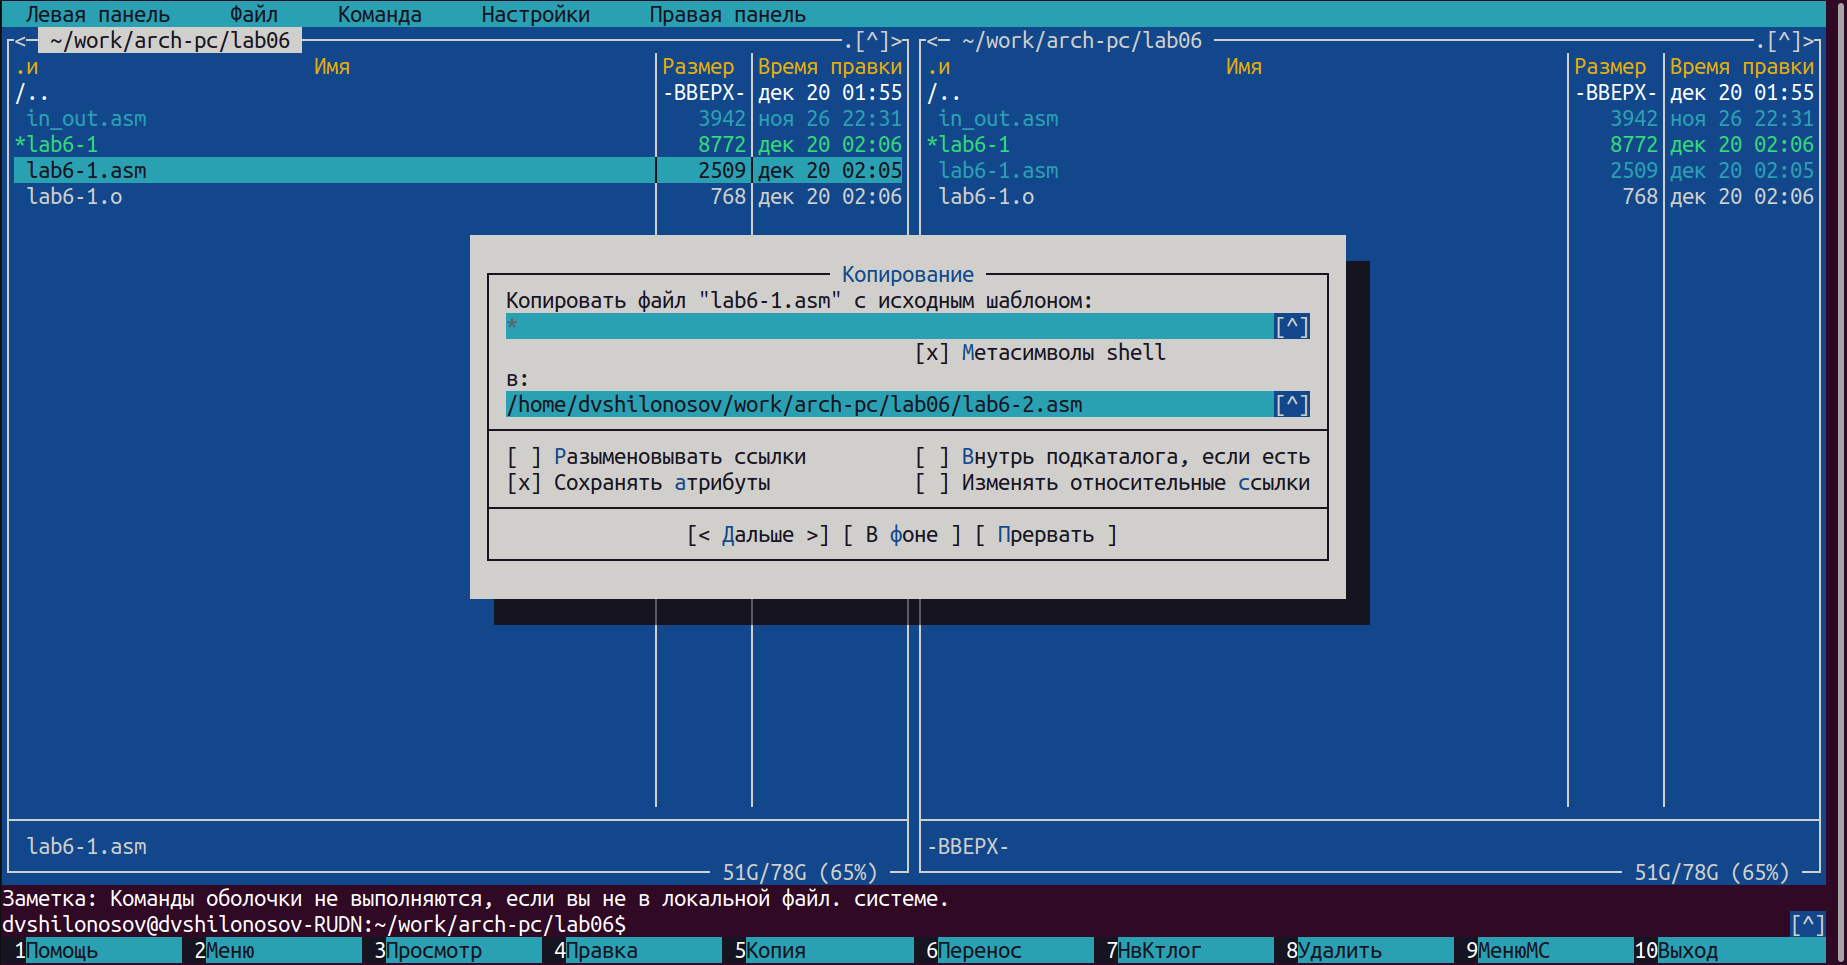 Левая панель Файл Команда Настройки Правая панель
<- ~/work/arch-pc/lab06 .[^]> <- ~/work/arch-pc/lab06 .[^]>
.и Имя Размер Время правки .и Имя Размер Время правки
/.. -ВВЕРХ- дек 20 01:55 /.. -ВВЕРХ- дек 20 01:55
in_out.asm 3942 ноя 26 22:31 in_out.asm 3942 ноя 26 22:31
*lab6-1 8772 дек 20 02:06 *lab6-1 8772 дек 20 02:06
lab6-1.asm 2509 дек 20 02:05 lab6-1.asm 2509 дек 20 02:05
lab6-1.o 768 дек 20 02:06 lab6-1.o 768 дек 20 02:06
Копирование
Копировать файл "lab6-1.asm" с исходным шаблоном:
* [^]
[x] Метасимволы shell
в:
/home/dvshilonosov/work/arch-pc/lab06/lab6-2.asm [^]
[ ] Разыменовывать ссылки [ ] Внутрь подкаталога, если есть
[x] Сохранять атрибуты [ ] Изменять относительные ссылки
[< Дальше >] [ В фоне ] [ Прервать ]
lab6-1.asm -ВВЕРХ-
51G/78G (65%) 51G/78G (65%)
Заметка: Команды оболочки не выполняются, если вы не в локальной файл. системе.
dvshilonosov@dvshilonosov-RUDN:~/work/arch-pc/lab06$ [^]
1Помощь 2Меню 3Просмотр 4Правка 5Копия 6Перенос 7НвКтлог 8Удалить 9МенюMC 10Выход